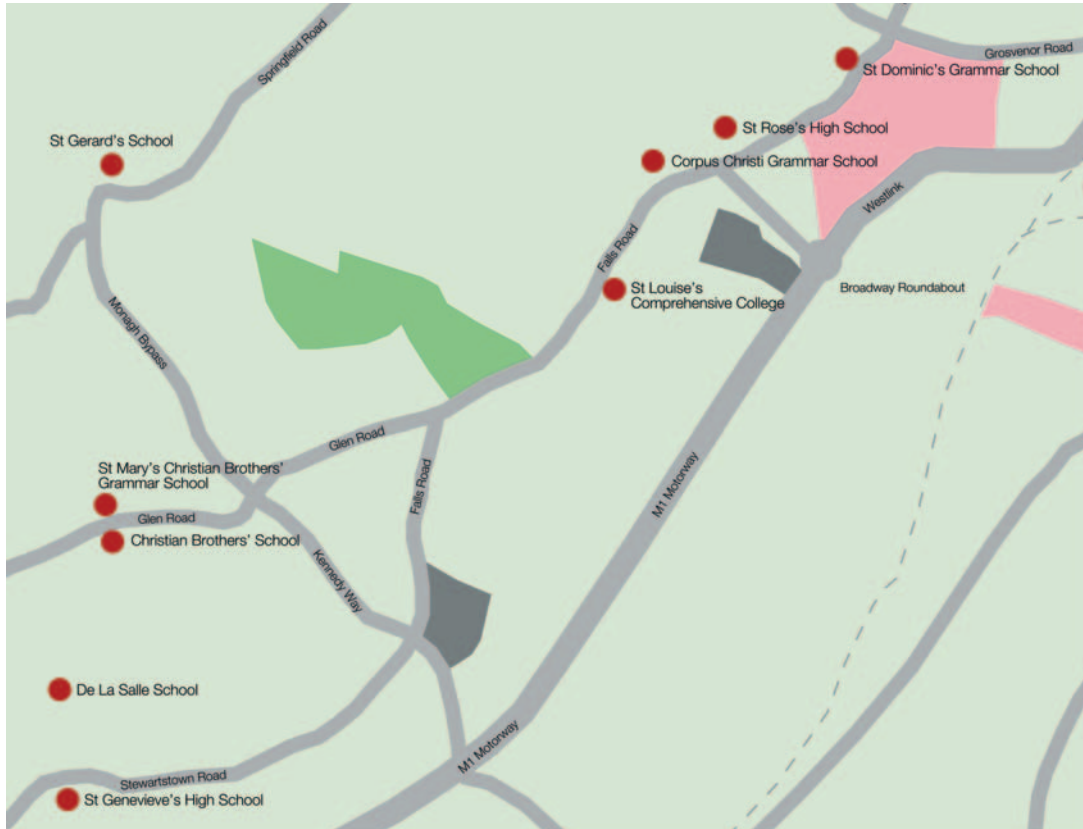 Springfield Road
Grosvenor Road
St Dominic's Grammar School
St Rose's High School
St Gerard's School
Corpus Christi Grammar School
Westlink
Falls Road
St Louise's
Comprehensive College
Broadway Roundabout
Monagh Bypass
Glen Road
St Mary's Christian Brothers'
Grammar School
Falls Road
M1 Motorway
Glen Road
Christian Brothers' School
Kennedy Way
De La Salle School
M1 Motorway
Stewartstown Road
St Genevieve's High School